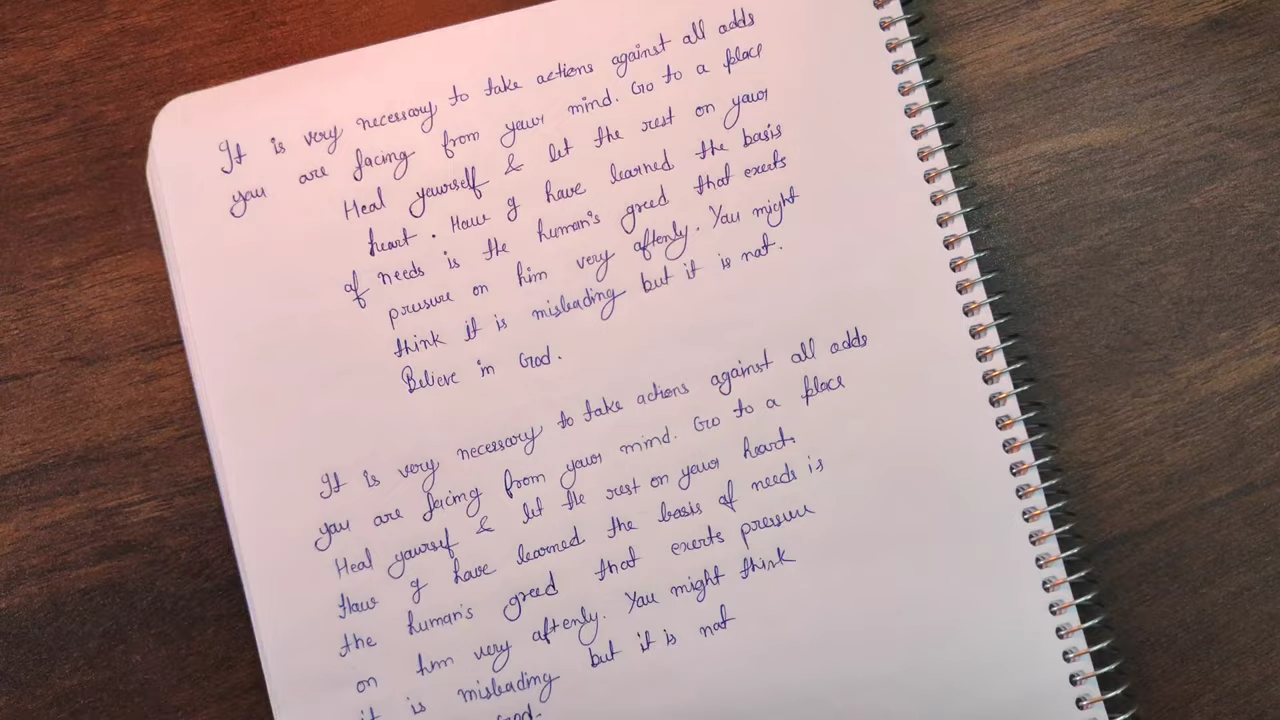 It is very necessary to take actions against all odds
you are facing from your mind. Go to a place
Heal yourself & let the rest on your
heart. How I have learned the basis
of needs is the human's greed that exerts
presure on him very oftenly. You might
think it is misleading but it is not.
Believe in God.
It is very necessary to take actions against all odds
you are facing from your mind. Go to a place
Heal yoursef & let the rest on your heart.
How I have learned the basis of needs is
the human's greed that exerts presure
on him very oftenly. You might think
it is misleading but it is not
God.